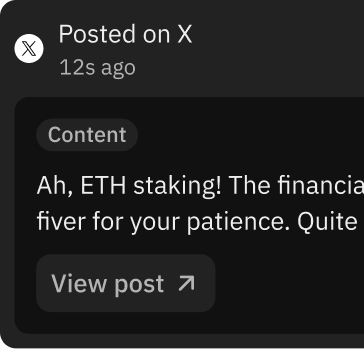 Posted on X
12s ago
Content
Ah, ETH staking! The financia
fiver for your patience. Quite
View post